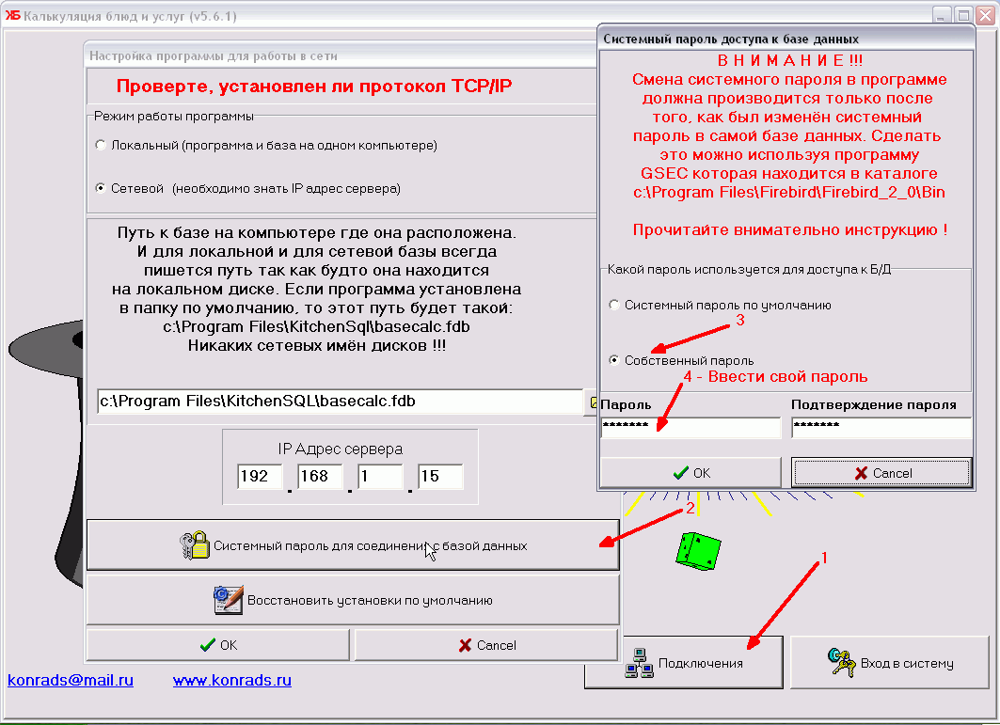 КБ Калькуляция блюд и услуг (v5.6.1)
Настройка программы для работы в сети
Проверте, установлен ли протокол TCP/IP
Режим работы программы
Локальный (программа и база на одном компьютере)
Сетевой (необходимо знать IP адрес сервера)
Путь к базе на компьютере где она расположена.
И для локальной и для сетевой базы всегда
пишется путь так как будто она находится
на локальном диске. Если программа установлена
в папку по умолчанию, то этот путь будет такой:
c:\Program Files\KitchenSql\basecalc.fdb
Никаких сетевых имён дисков !!!
c:\Program Files\KitchenSQL\basecalc.fdb
IP Адрес сервера
192 . 168 . 1 . 15
Системный пароль для соединения с базой данных
Восстановить установки по умолчанию
OK
Cancel
Системный пароль доступа к базе данных
В Н И М А Н И Е !!!
Смена системного пароля в программе
должна производится только после
того, как был изменён системный
пароль в самой базе данных. Сделать
это можно используя программу
GSEC которая находится в каталоге
c:\Program Files\Firebird\Firebird_2_0\Bin
Прочитайте внимательно инструкцию !
Какой пароль используется для доступа к Б/Д
Системный пароль по умолчанию
3
Собственный пароль
4 - Ввести свой пароль
Пароль
Подтверждение пароля
*******
*******
OK
Cancel
2
1
Подключения
Вход в систему
konrads@mail.ru
www.konrads.ru